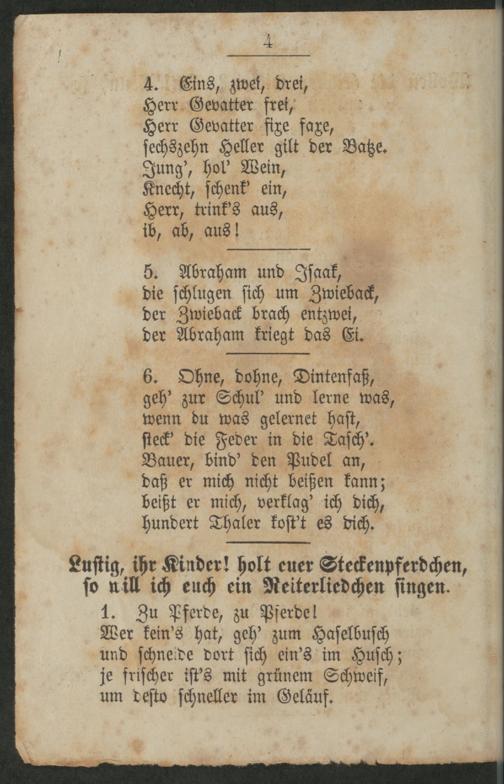 4
4. Eins, zwei, drei,
Herr Gevatter frei,
Herr Gevatter fixe faxe,
sechszehn Heller gilt der Batze.
Jung', hol' Wein,
Knecht, schenk' ein,
Herr, trink's aus,
ib, ab, aus!
5. Abraham und Isaak,
die schlugen sich um Zwieback,
der Zwieback brach entzwei,
der Abraham kriegt das Ei.
6. Ohne, dohne, Dintenfaß,
geh' zur Schul' und lerne was,
wenn du was gelernet hast,
steck' die Feder in die Tasch'.
Bauer, bind' den Pudel an,
daß er mich nicht beißen kann;
beißt er mich, verklag' ich dich,
hundert Thaler kost't es dich.
Lustig, ihr Kinder! holt euer Steckenpferdchen,
so will ich euch ein Reiterliedchen singen.
1. Zu Pferde, zu Pferde!
Wer kein's hat, geh' zum Haselbusch
und schneide dort sich ein's im Husch;
je frischer ist's mit grünem Schweif,
um desto schneller im Geläuf.